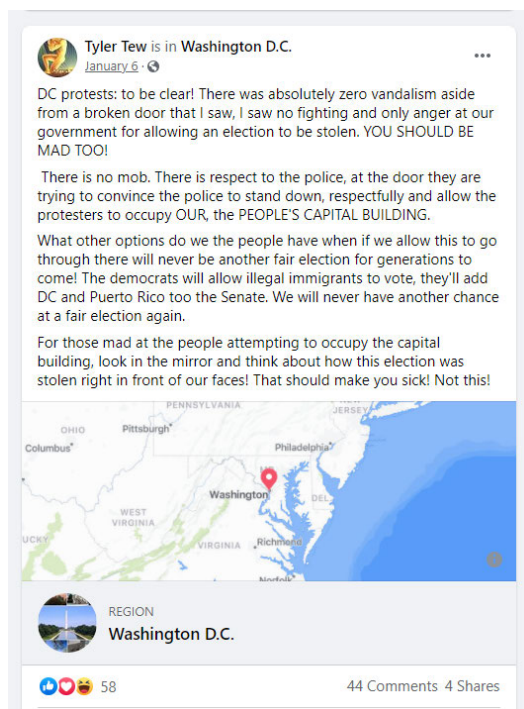 Tyler Tew is in Washington D.C.
January 6 ·
DC protests: to be clear! There was absolutely zero vandalism aside
from a broken door that I saw, I saw no fighting and only anger at our
government for allowing an election to be stolen. YOU SHOULD BE
MAD TOO!
There is no mob. There is respect to the police, at the door they are
trying to convince the police to stand down, respectfully and allow the
protesters to occupy OUR, the PEOPLE'S CAPITAL BUILDING.
What other options do we the people have when if we allow this to go
through there will never be another fair election for generations to
come! The democrats will allow illegal immigrants to vote, they'll add
DC and Puerto Rico too the Senate. We will never have another chance
at a fair election again.
For those mad at the people attempting to occupy the capital
building, look in the mirror and think about how this election was
stolen right in front of our faces! That should make you sick! Not this!
PENNSYLVANIA
JERSEY
OHIO
Pittsburgh
Columbus
Philadelphia
Washington
DEL
WEST
VIRGINIA
UCKY
VIRGINIA
Richmond
Norfolk
REGION
Washington D.C.
58
44 Comments 4 Shares